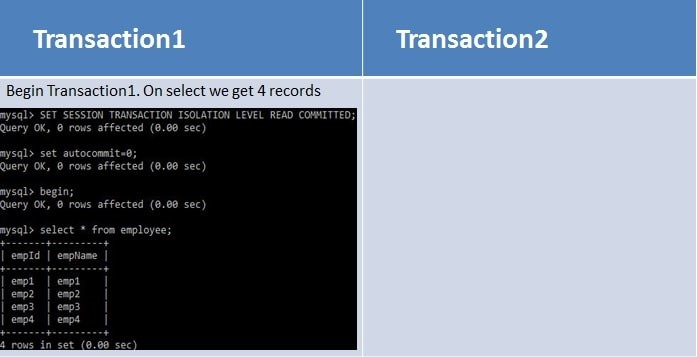 Transaction1
Transaction2
Begin Transaction1. On select we get 4 records
mysql> SET SESSION TRANSACTION ISOLATION LEVEL READ COMMITTED;
Query OK, 0 rows affected (0.00 sec)
mysql> set autocommit=0;
Query OK, 0 rows affected (0.00 sec)
mysql> begin;
Query OK, 0 rows affected (0.00 sec)
mysql> select * from employee;
+-------+---------+
| empId | empName |
+-------+---------+
| emp1 | emp1 |
| emp2 | emp2 |
| emp3 | emp3 |
| emp4 | emp4 |
+-------+---------+
4 rows in set (0.00 sec)